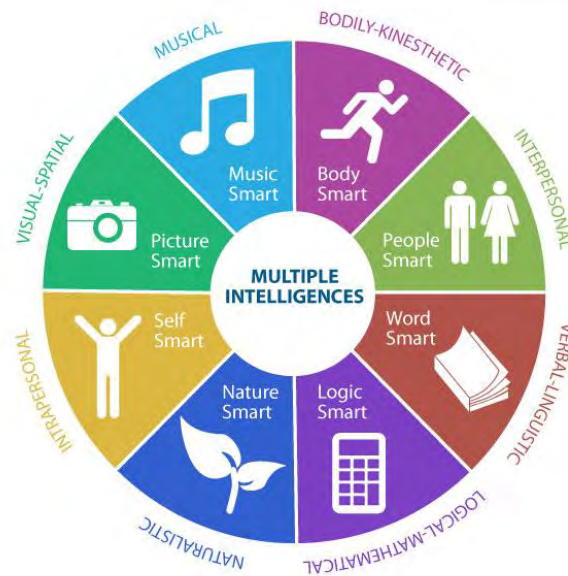 MUSICAL
BODILY-KINESTHETIC
INTERPERSONAL
VERBAL-LINGUISTIC
LOGICAL-MATHEMATICAL
NATURALISTIC
INTRAPERSONAL
VISUAL-SPATIAL
Music
Smart
Body
Smart
People
Smart
Word
Smart
Logic
Smart
Nature
Smart
Self
Smart
Picture
Smart
MULTIPLE
INTELLIGENCES